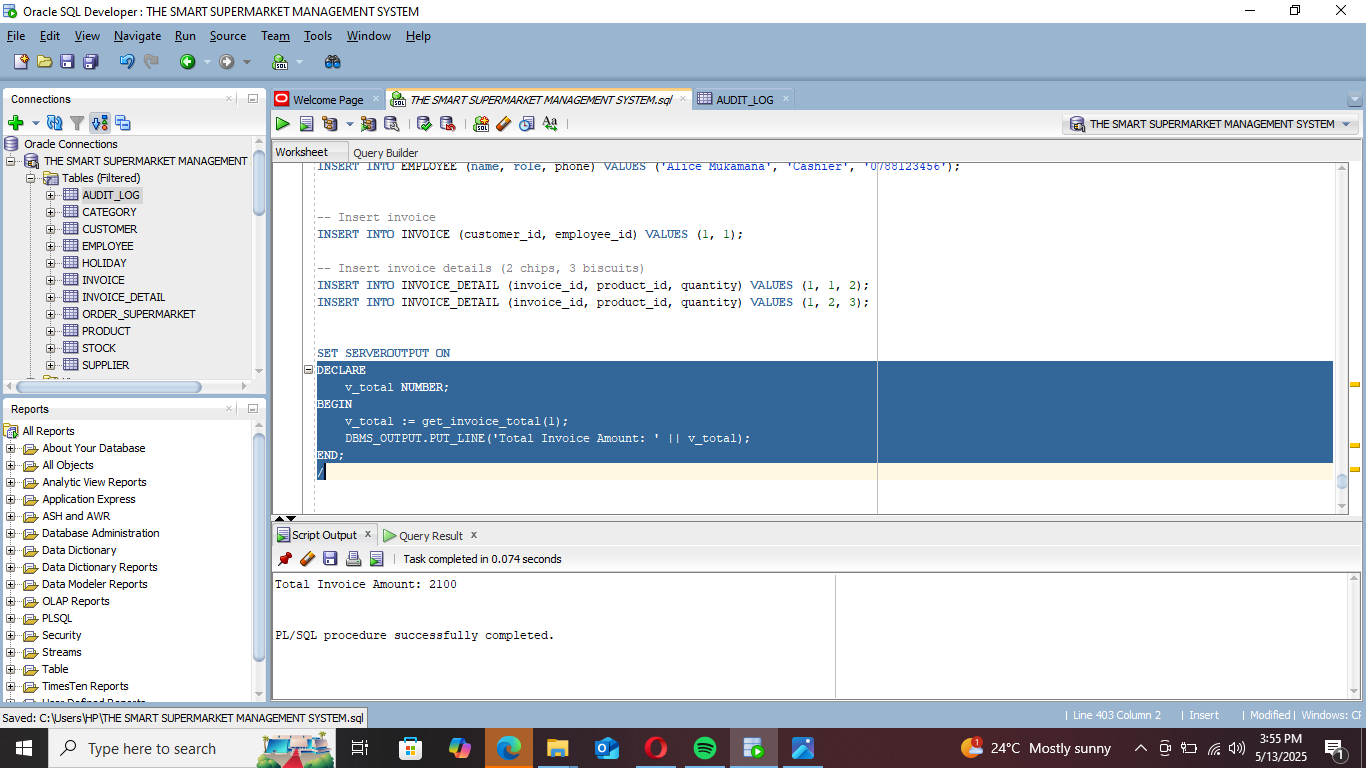 Oracle SQL Developer : THE SMART SUPERMARKET MANAGEMENT SYSTEM
File Edit View Navigate Run Source Team Tools Window Help
Connections
Oracle Connections
THE SMART SUPERMARKET MANAGEMENT
Tables (Filtered)
AUDIT_LOG
CATEGORY
CUSTOMER
EMPLOYEE
HOLIDAY
INVOICE
INVOICE_DETAIL
ORDER_SUPERMARKET
PRODUCT
STOCK
SUPPLIER
Reports
All Reports
About Your Database
All Objects
Analytic View Reports
Application Express
ASH and AWR
Database Administration
Data Dictionary
Data Dictionary Reports
Data Modeler Reports
OLAP Reports
PLSQL
Security
Streams
Table
TimesTen Reports
User Defined Reports
Welcome Page
THE SMART SUPERMARKET MANAGEMENT SYSTEM.sql
AUDIT_LOG
THE SMART SUPERMARKET MANAGEMENT SYSTEM
Worksheet Query Builder
INSERT INTO EMPLOYEE (name, role, phone) VALUES ('Alice Mukamana', 'Cashier', '0788123456');
-- Insert invoice
INSERT INTO INVOICE (customer_id, employee_id) VALUES (1, 1);
-- Insert invoice details (2 chips, 3 biscuits)
INSERT INTO INVOICE_DETAIL (invoice_id, product_id, quantity) VALUES (1, 1, 2);
INSERT INTO INVOICE_DETAIL (invoice_id, product_id, quantity) VALUES (1, 2, 3);
SET SERVEROUTPUT ON
DECLARE
v_total NUMBER;
BEGIN
v_total := get_invoice_total(1);
DBMS_OUTPUT.PUT_LINE('Total Invoice Amount: ' || v_total);
END;
/
Script Output Query Result
Task completed in 0.074 seconds
Total Invoice Amount: 2100
PL/SQL procedure successfully completed.
Saved: C:\Users\HP\THE SMART SUPERMARKET MANAGEMENT SYSTEM.sql
Line 403 Column 2 Insert Modified Windows: CR
Type here to search
24°C Mostly sunny
3:55 PM
5/13/2025
1